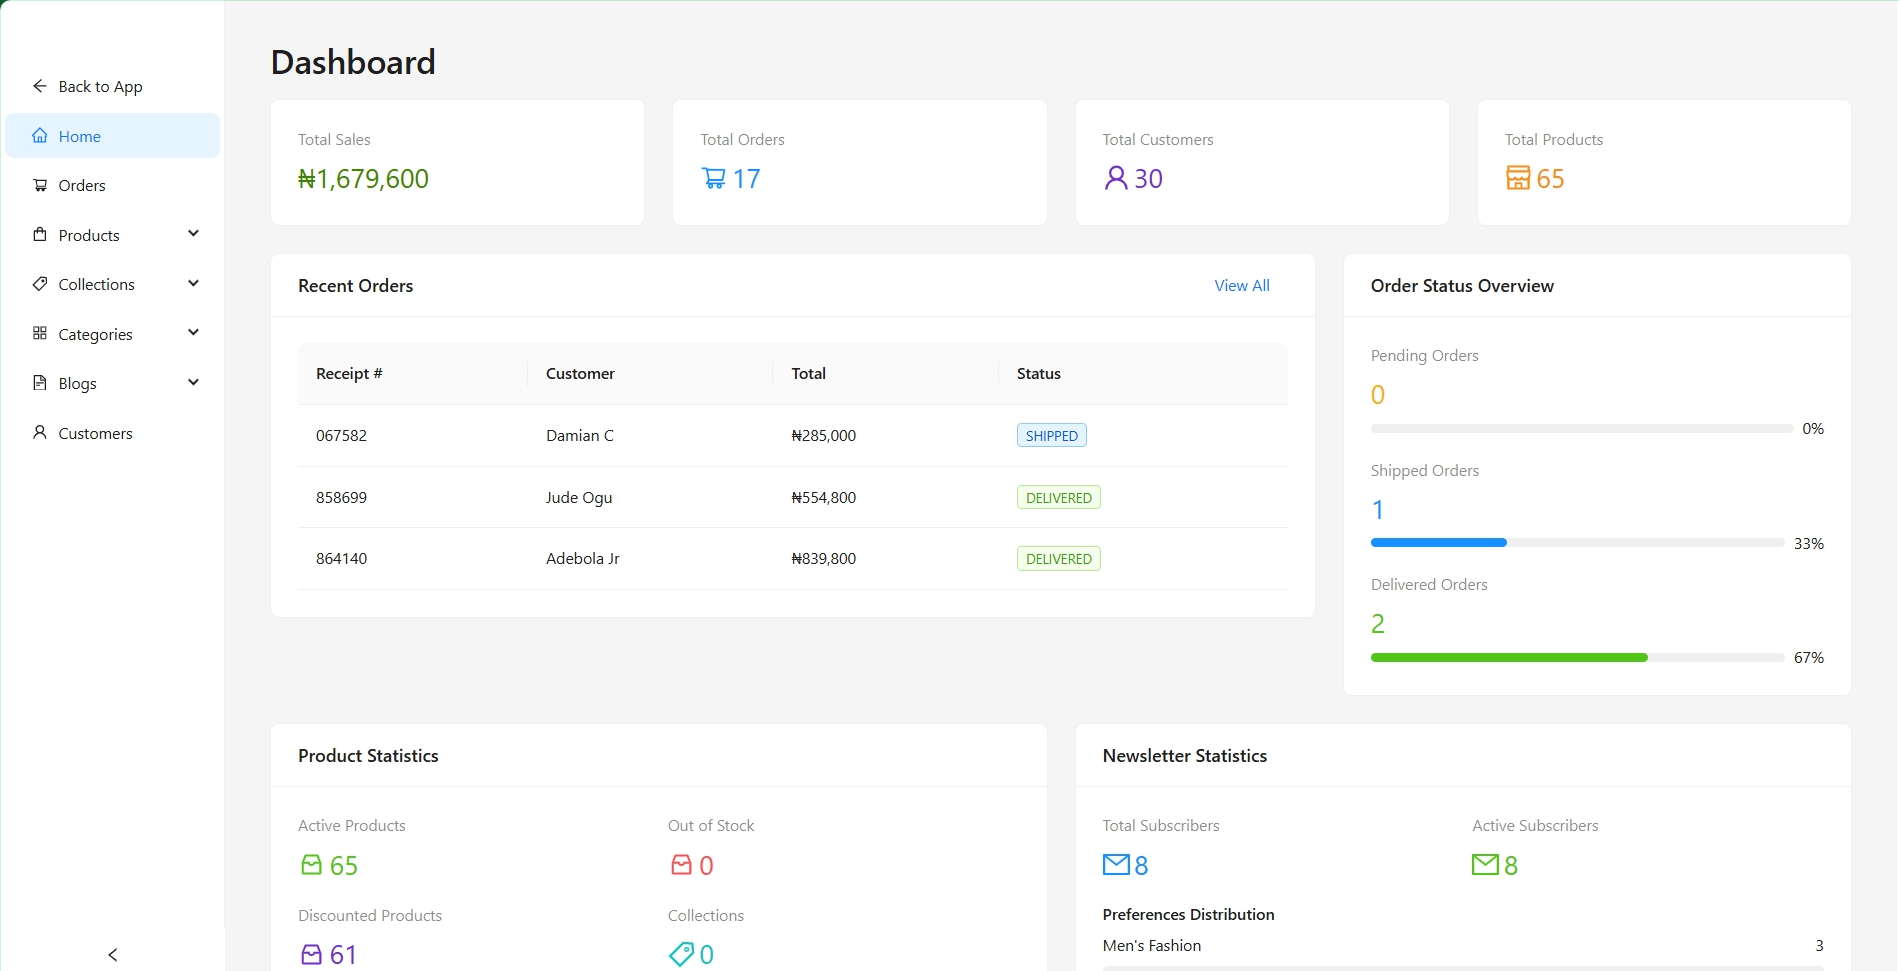 Back to App
Home
Orders
Products
Collections
Categories
Blogs
Customers
Dashboard
Total Sales
₦1,679,600
Total Orders
17
Total Customers
30
Total Products
65
Recent Orders
View All
Receipt # Customer Total Status
067582 Damian C ₦285,000 SHIPPED
858699 Jude Ogu ₦554,800 DELIVERED
864140 Adebola Jr ₦839,800 DELIVERED
Order Status Overview
Pending Orders
0
0%
Shipped Orders
1
33%
Delivered Orders
2
67%
Product Statistics
Active Products
65
Out of Stock
0
Discounted Products
61
Collections
0
Newsletter Statistics
Total Subscribers
8
Active Subscribers
8
Preferences Distribution
Men's Fashion 3